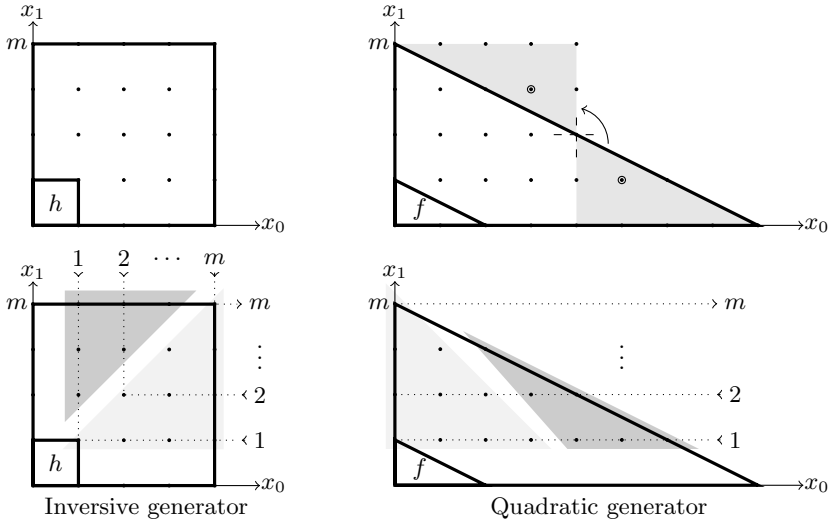 x₁
m
h
x₀
x₁
m
f
x₀
1 2 ⋯ m
x₁
m
m
⋮
2
1
h
x₀
x₁
m
m
⋮
2
1
f
x₀
Inversive generator
Quadratic generator